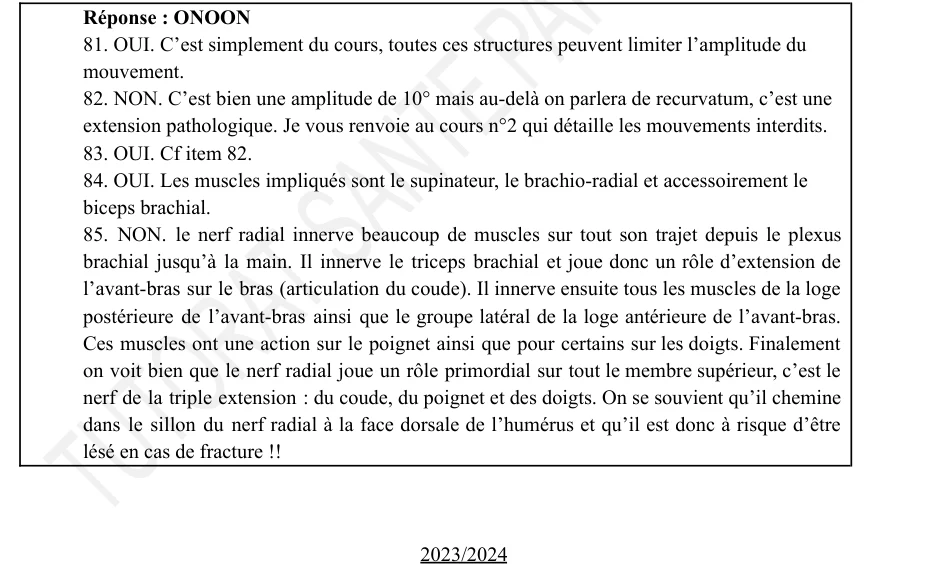 Réponse : ONOON
81. OUI. C’est simplement du cours, toutes ces structures peuvent limiter l’amplitude du
mouvement.
82. NON. C’est bien une amplitude de 10° mais au-delà on parlera de recurvatum, c’est une
extension pathologique. Je vous renvoie au cours n°2 qui détaille les mouvements interdits.
83. OUI. Cf item 82.
84. OUI. Les muscles impliqués sont le supinateur, le brachio-radial et accessoirement le
biceps brachial.
85. NON. le nerf radial innerve beaucoup de muscles sur tout son trajet depuis le plexus
brachial jusqu’à la main. Il innerve le triceps brachial et joue donc un rôle d’extension de
l’avant-bras sur le bras (articulation du coude). Il innerve ensuite tous les muscles de la loge
postérieure de l’avant-bras ainsi que le groupe latéral de la loge antérieure de l’avant-bras.
Ces muscles ont une action sur le poignet ainsi que pour certains sur les doigts. Finalement
on voit bien que le nerf radial joue un rôle primordial sur tout le membre supérieur, c’est le
nerf de la triple extension : du coude, du poignet et des doigts. On se souvient qu’il chemine
dans le sillon du nerf radial à la face dorsale de l’humérus et qu’il est donc à risque d’être
lésé en cas de fracture !!
TUTORAT SANTE PA
2023/2024